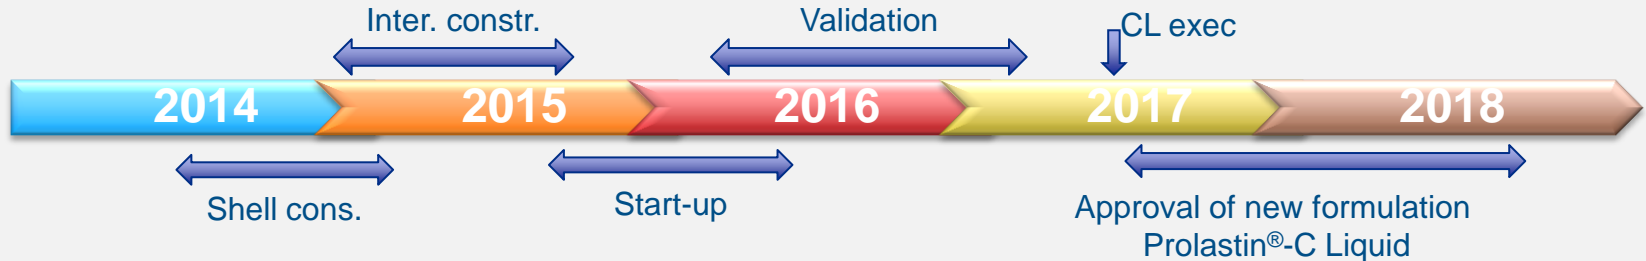 Inter. constr.
Validation
CL exec
2014
2015
2016
2017
2018
Shell cons.
Start-up
Approval of new formulation
Prolastin®-C Liquid